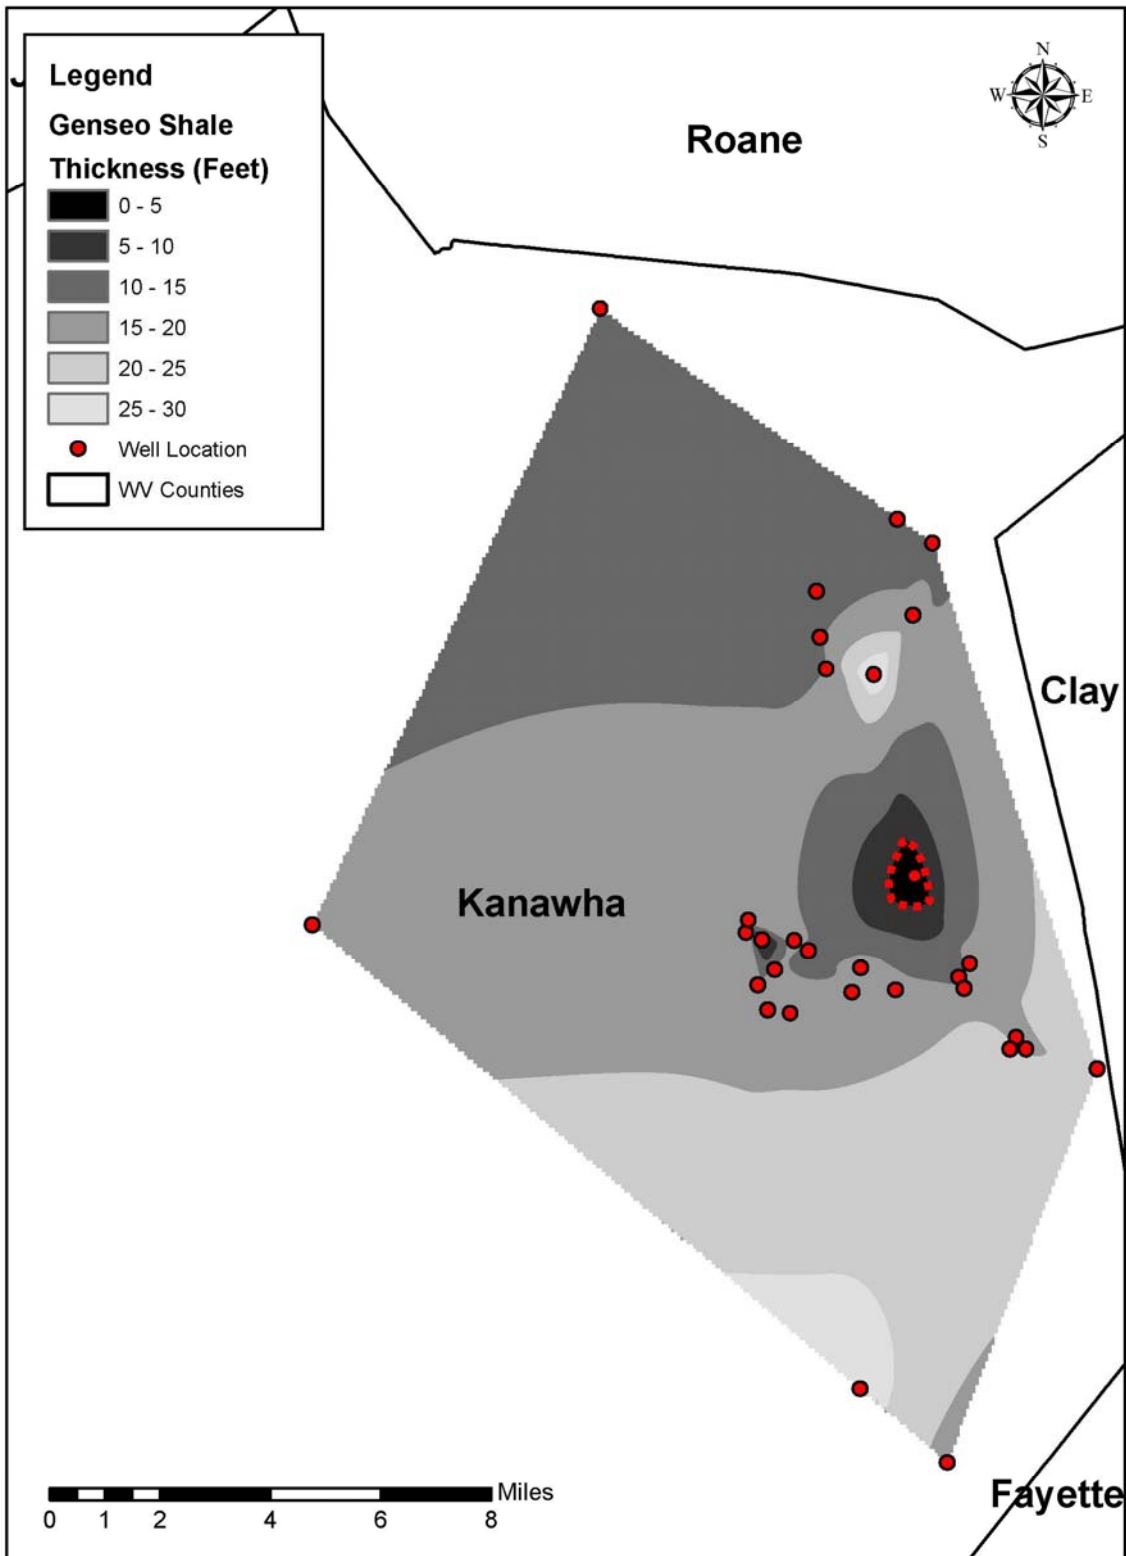 Legend
Genseo Shale
Thickness (Feet)
0 - 5
5 - 10
10 - 15
15 - 20
20 - 25
25 - 30
Well Location
WV Counties
N
W
E
S
Roane
Clay
Kanawha
Fayette
Miles
0 1 2 4 6 8